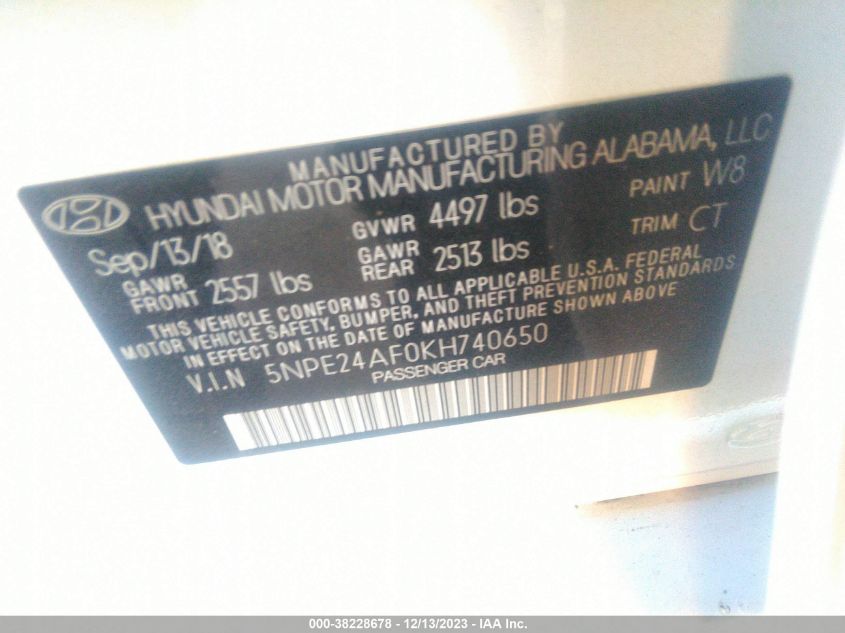 MANUFACTURED BY
HYUNDAI MOTOR MANUFACTURING ALABAMA, LLC
Sep/13/18 GVWR 4497 lbs PAINT W8
GAWR FRONT 2557 lbs GAWR REAR 2513 lbs TRIM CT
THIS VEHICLE CONFORMS TO ALL APPLICABLE U.S.A. FEDERAL
MOTOR VEHICLE SAFETY, BUMPER, AND THEFT PREVENTION STANDARDS
IN EFFECT ON THE DATE OF MANUFACTURE SHOWN ABOVE
V.I.N 5NPE24AF0KH740650
PASSENGER CAR
000-38228678 - 12/13/2023 - IAA Inc.